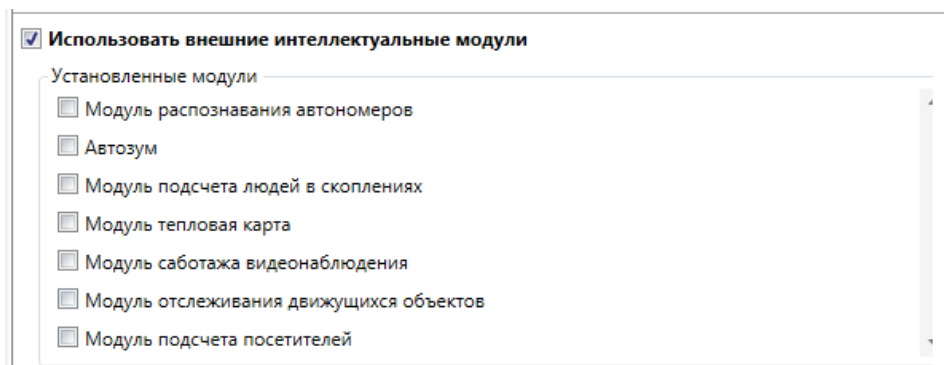 Использовать внешние интеллектуальные модули
Установленные модули
Модуль распознавания автономеров
Автозум
Модуль подсчета людей в скоплениях
Модуль тепловая карта
Модуль саботажа видеонаблюдения
Модуль отслеживания движущихся объектов
Модуль подсчета посетителей